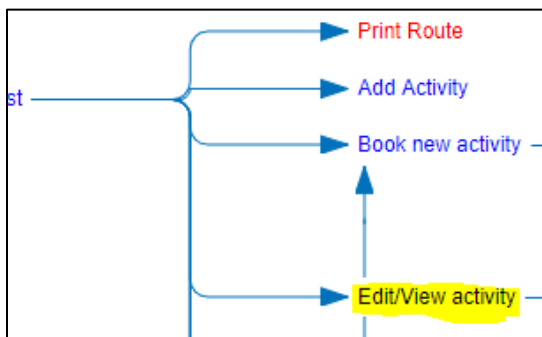 Print Route
st
Add Activity
Book new activity
Edit/View activity